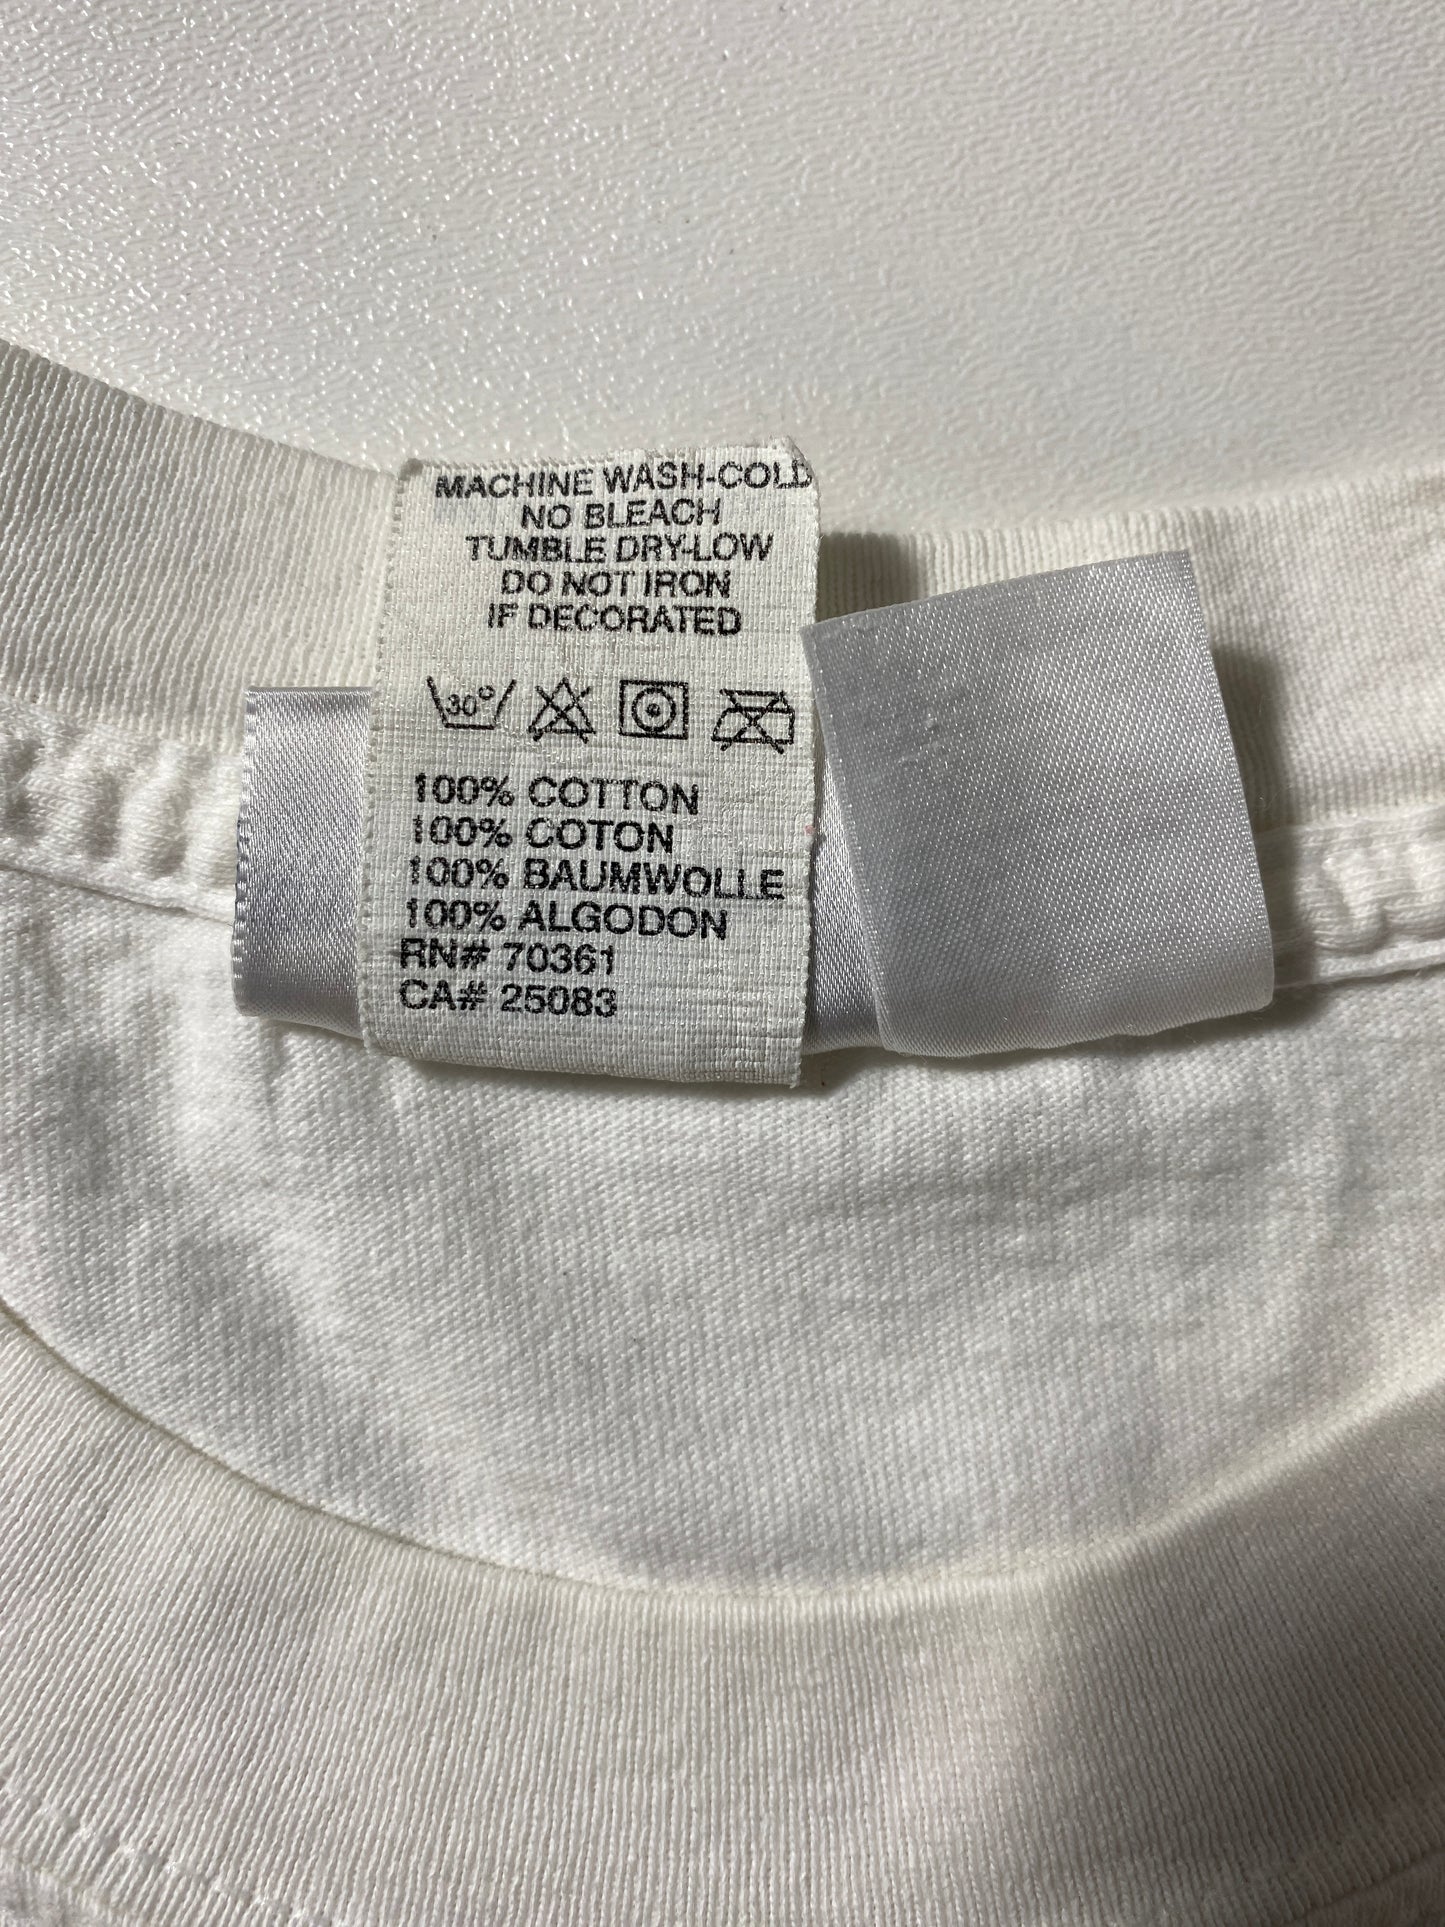 MACHINE WASH-COLD
NO BLEACH
TUMBLE DRY-LOW
DO NOT IRON
IF DECORATED
30°
100% COTTON
100% COTON
100% BAUMWOLLE
100% ALGODON
RN# 70361
CA# 25083